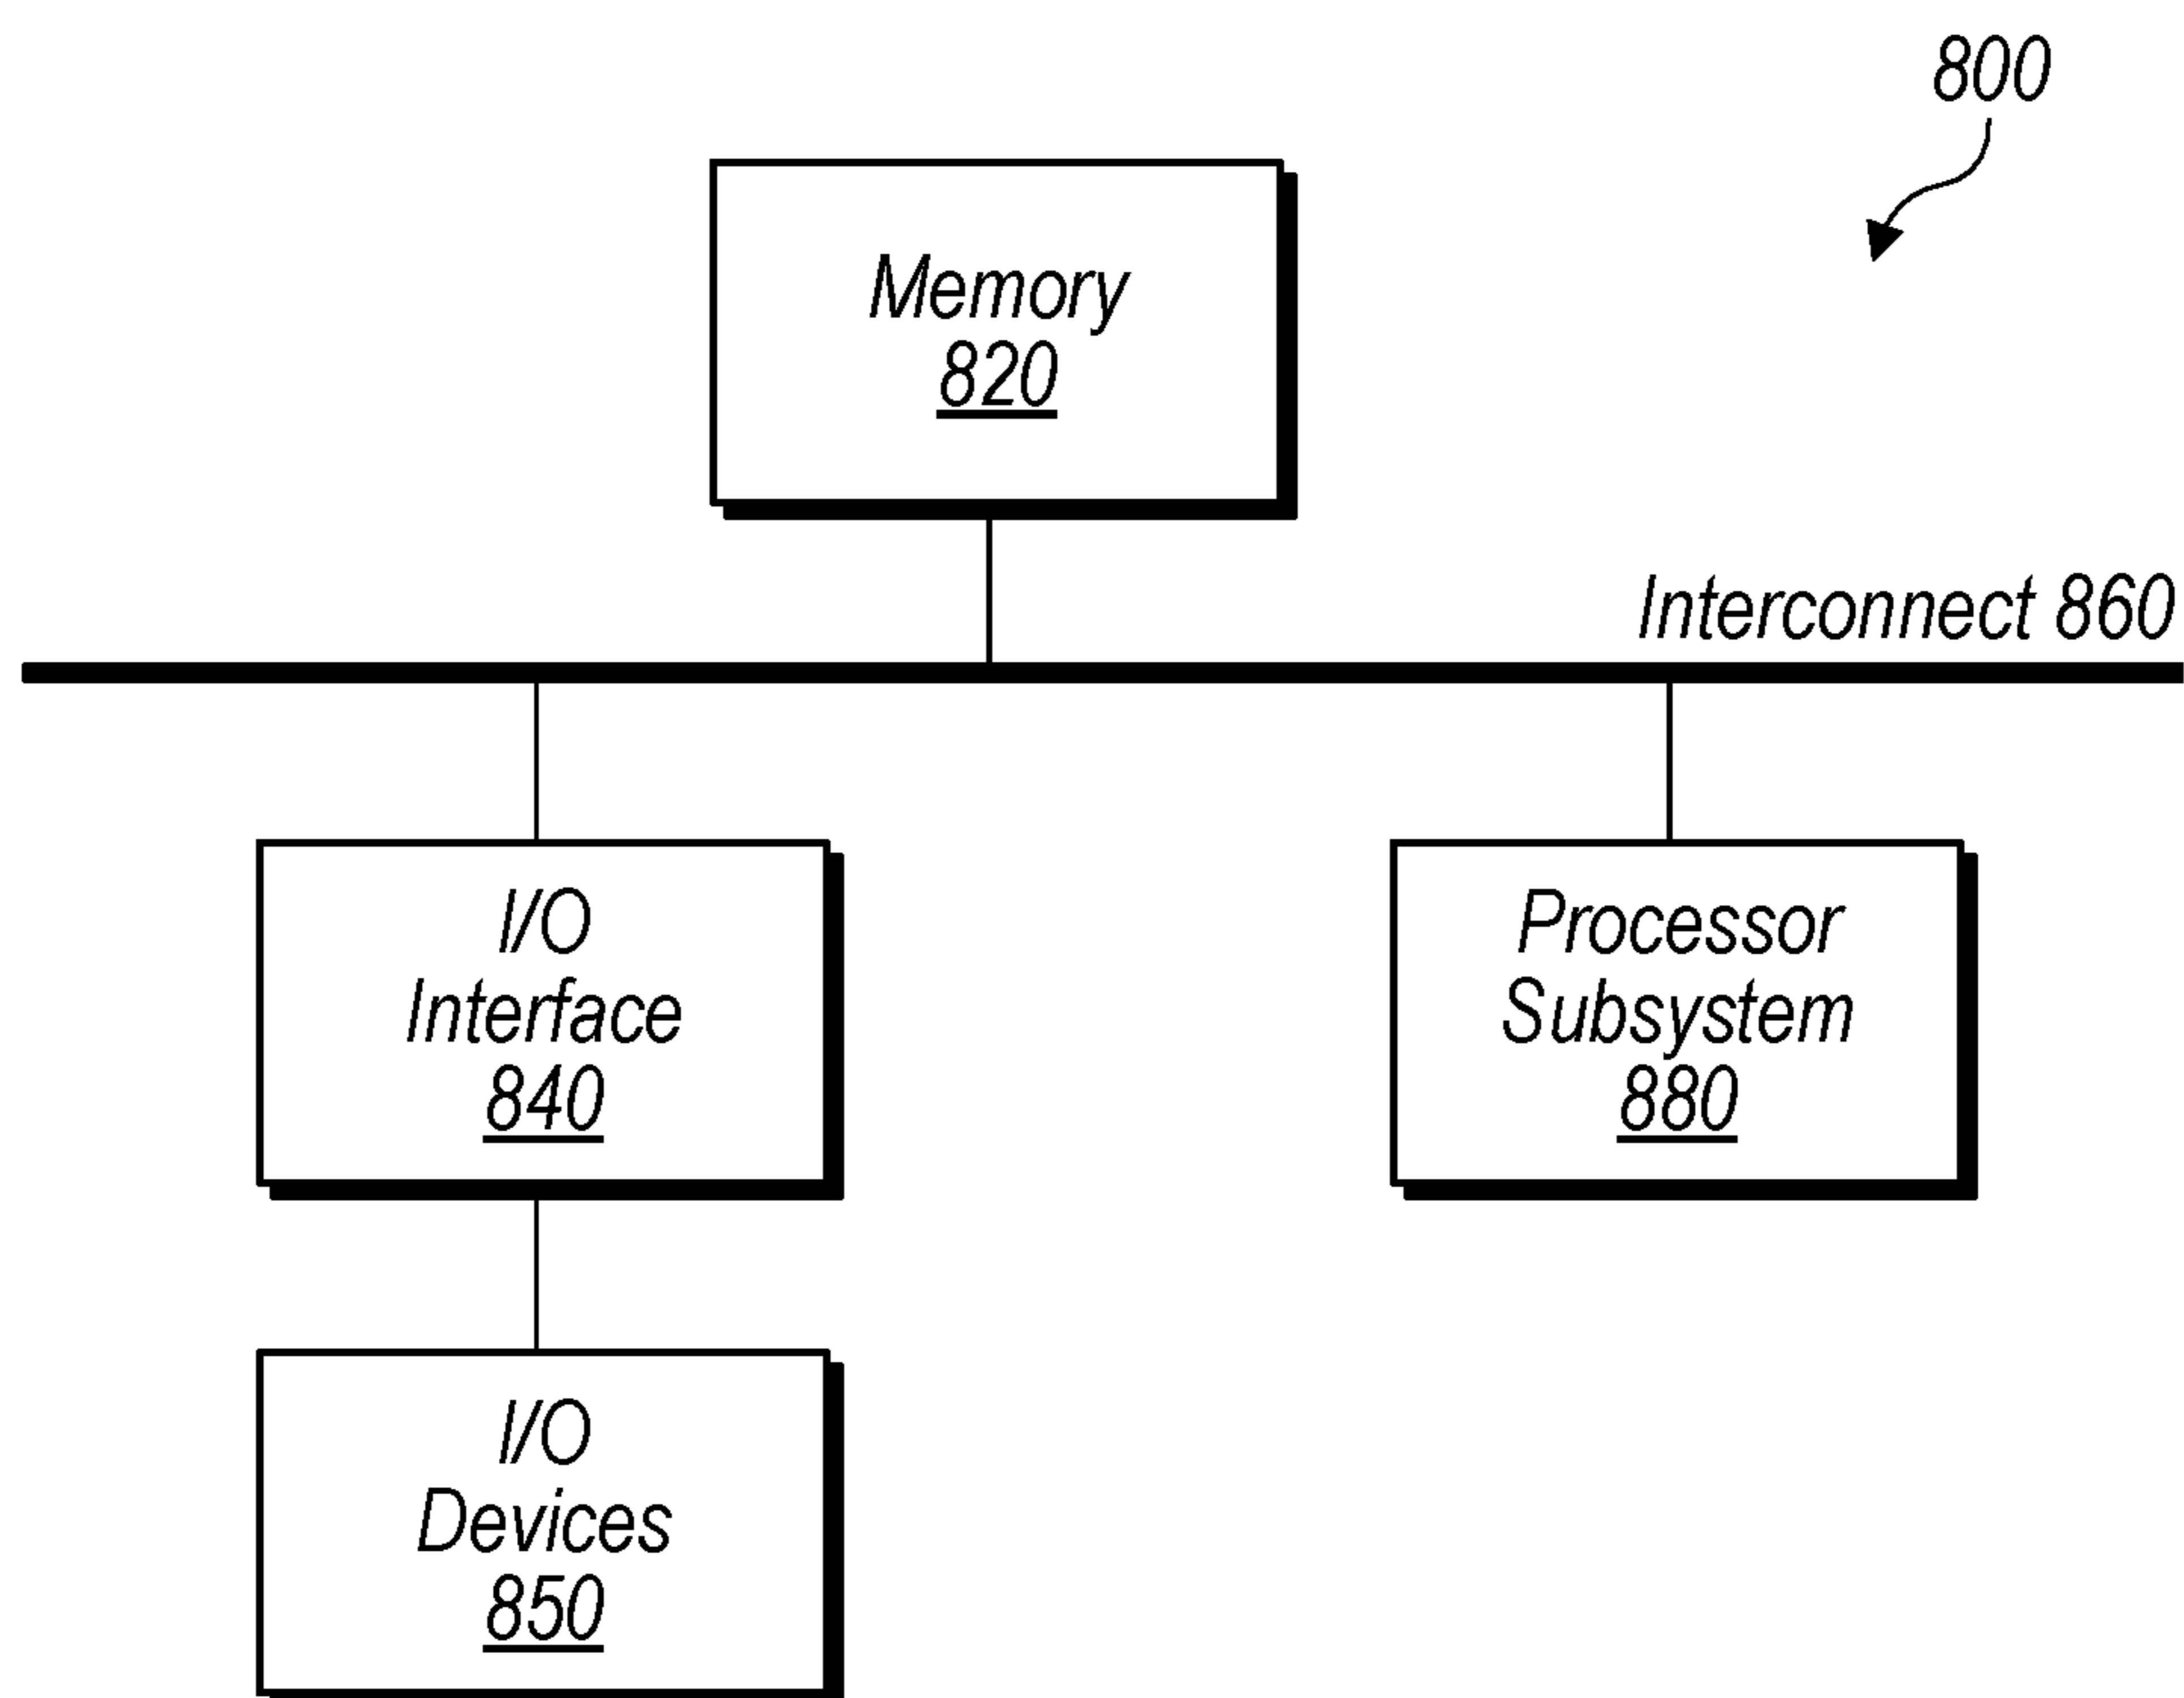 800
Memory
820
Interconnect 860
I/O
Interface
840
Processor
Subsystem
880
I/O
Devices
850